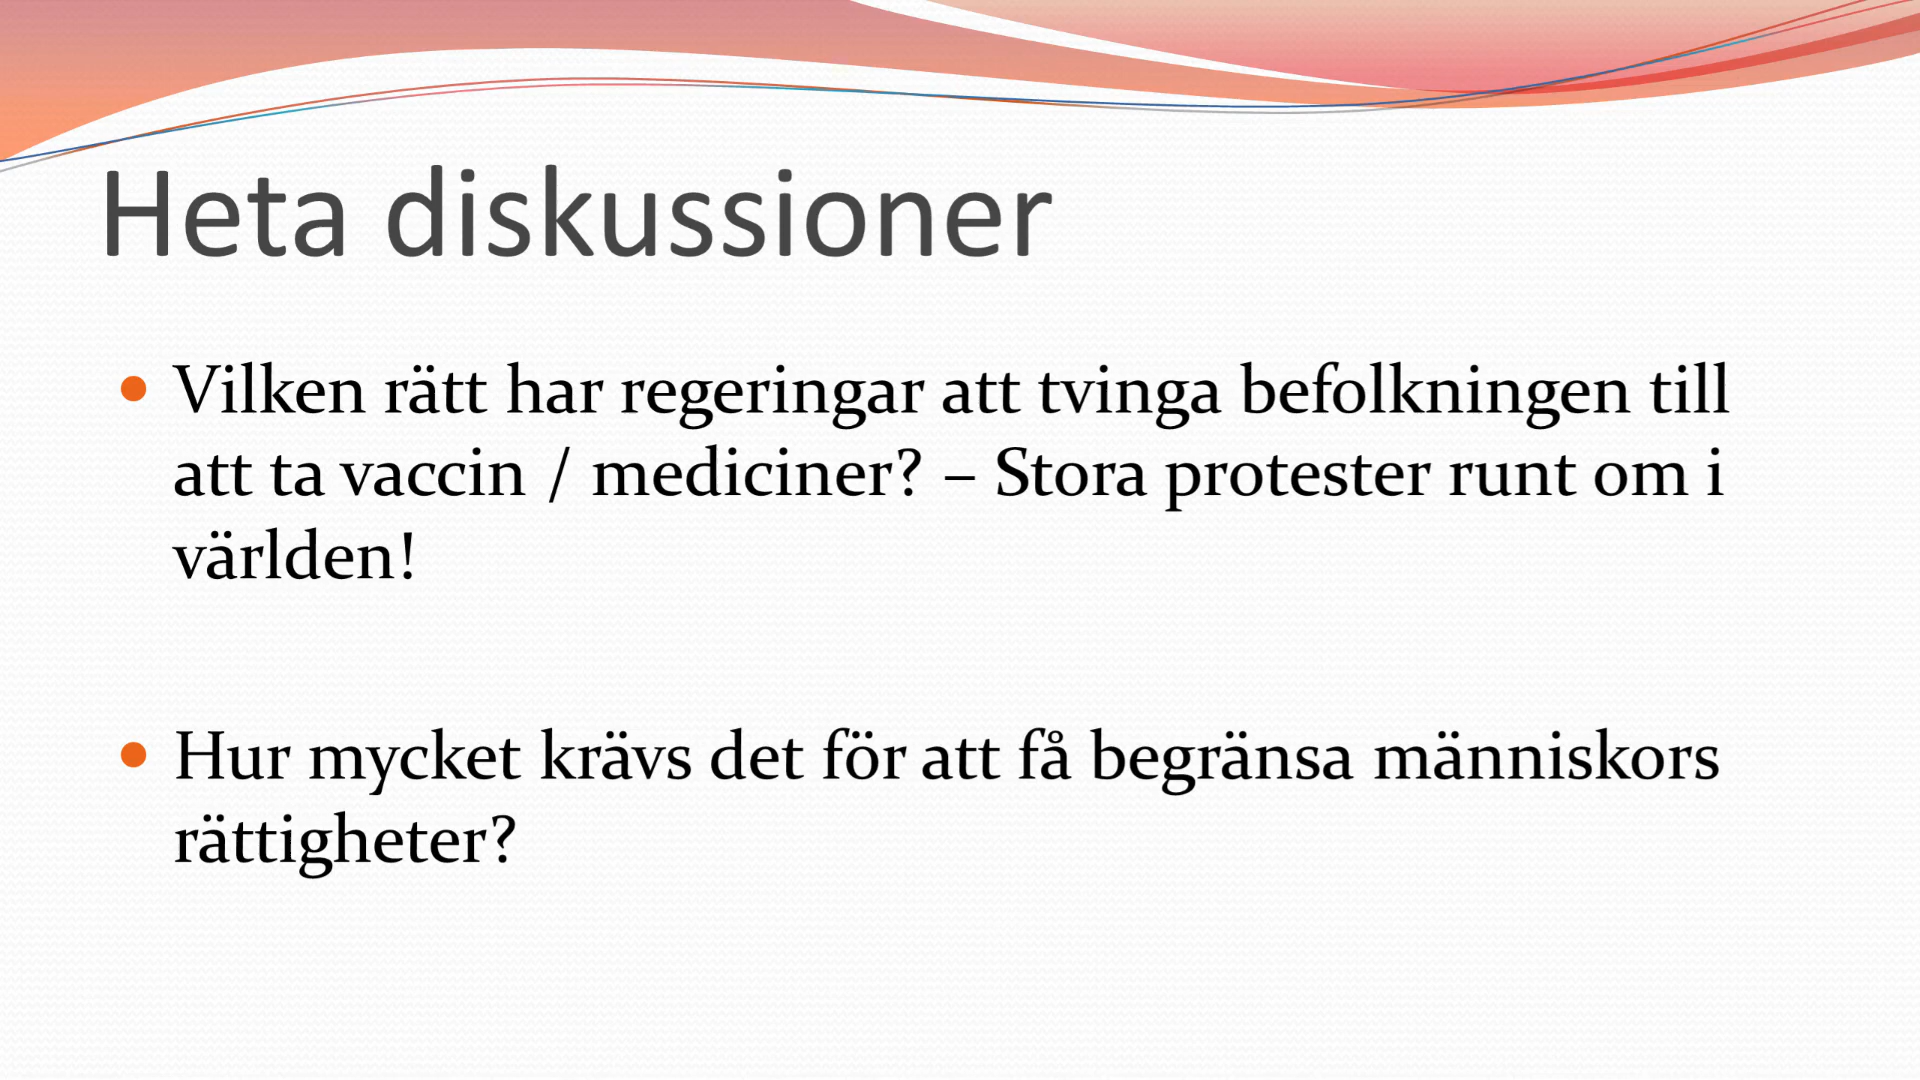 Heta diskussioner
• Vilken rätt har regeringar att tvinga befolkningen till
att ta vaccin / mediciner? – Stora protester runt om i
världen!
• Hur mycket krävs det för att få begränsa människors
rättigheter?